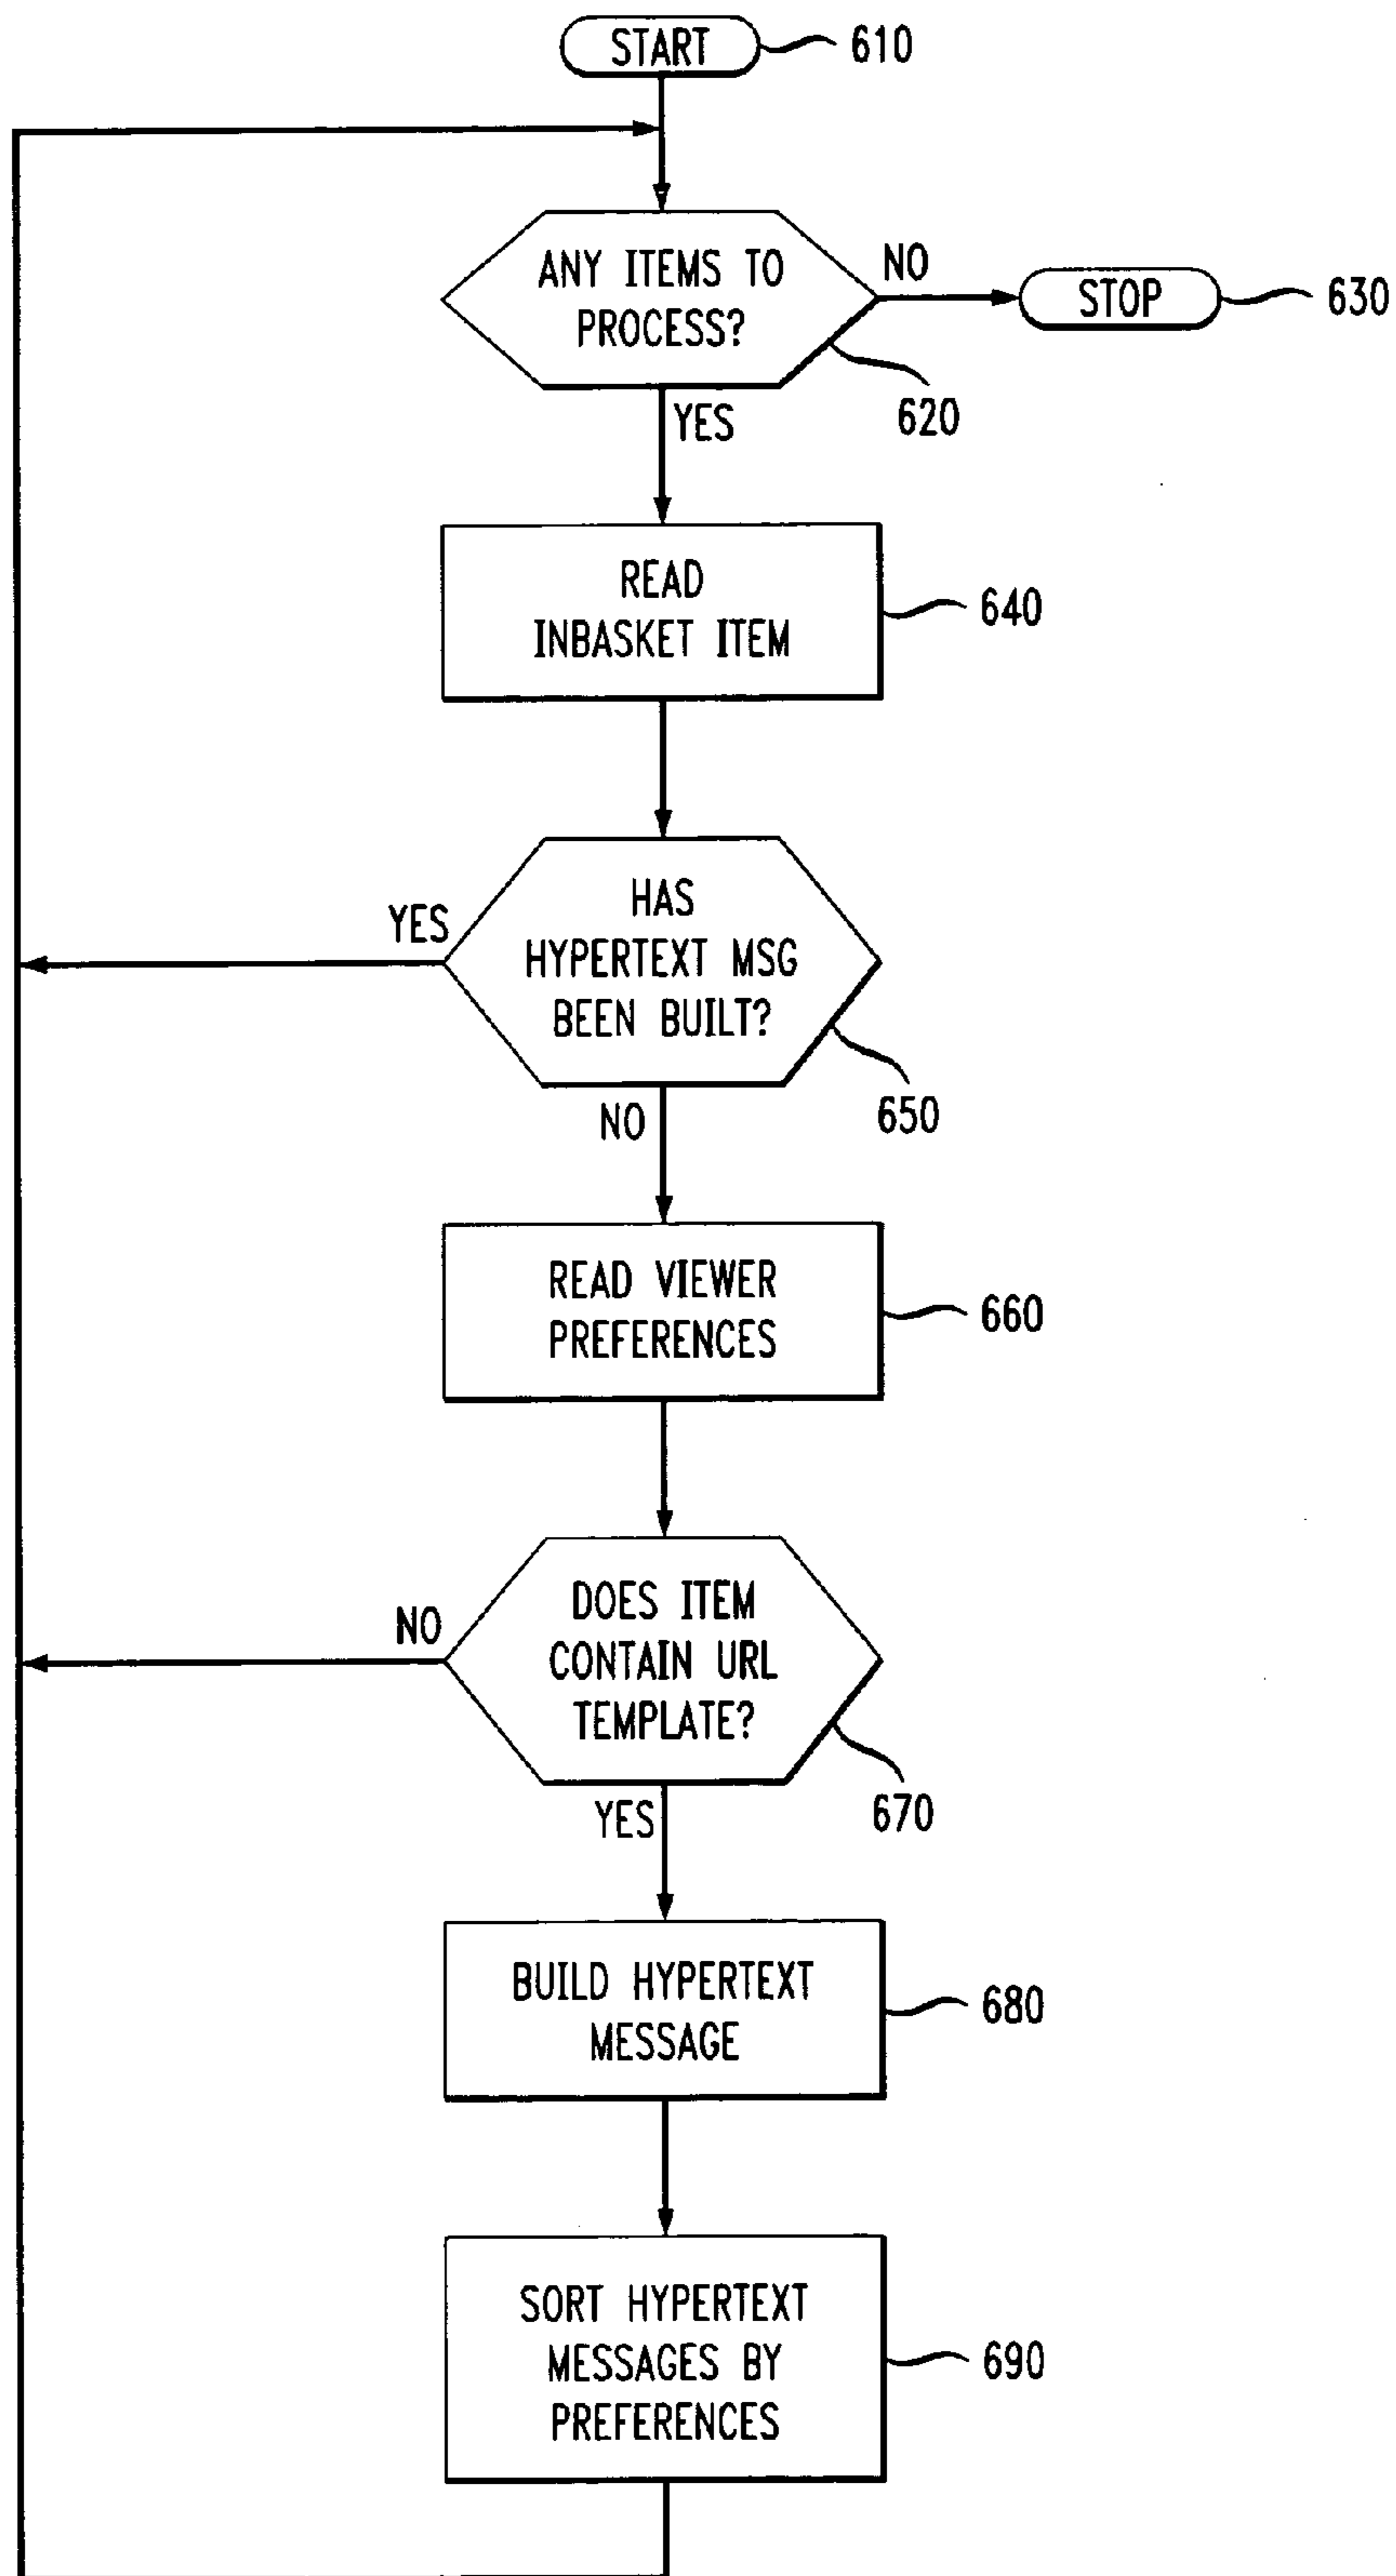 START
610
ANY ITEMS TO
PROCESS?
NO
STOP
630
620
YES
READ
INBASKET ITEM
640
HAS
HYPERTEXT MSG
BEEN BUILT?
YES
650
NO
READ VIEWER
PREFERENCES
660
DOES ITEM
CONTAIN URL
TEMPLATE?
NO
670
YES
BUILD HYPERTEXT
MESSAGE
680
SORT HYPERTEXT
MESSAGES BY
PREFERENCES
690